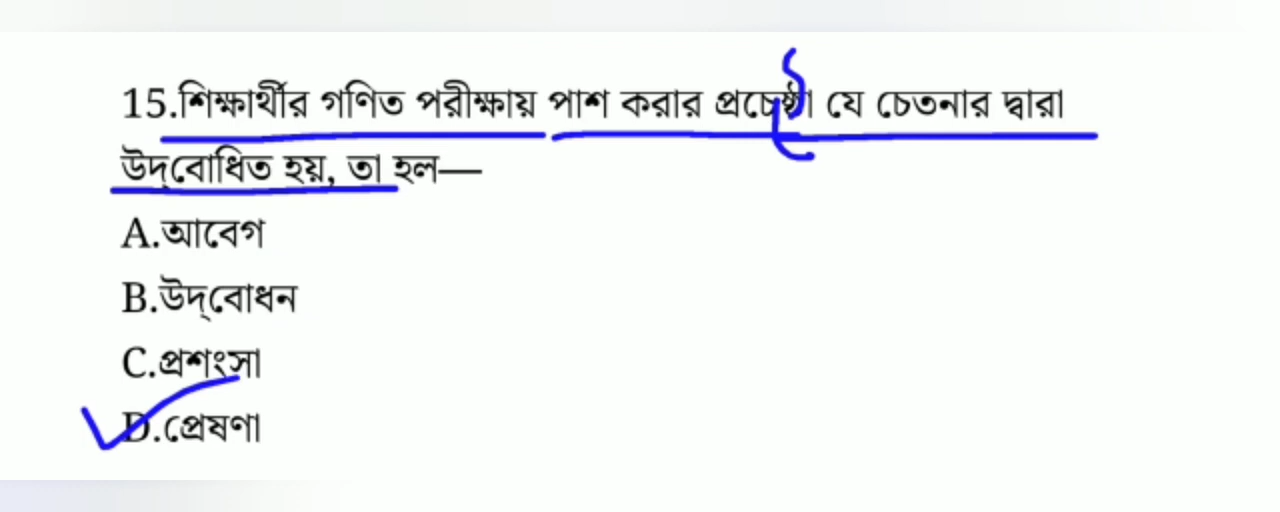 15.শিক্ষার্থীর গণিত পরীক্ষায় পাশ করার প্রচেষ্ঠা যে চেতনার দ্বারা
উদ্‌বোধিত হয়, তা হল—
A.আবেগ
B.উদ্‌বোধন
C.প্রশংসা
D.প্রেষণা